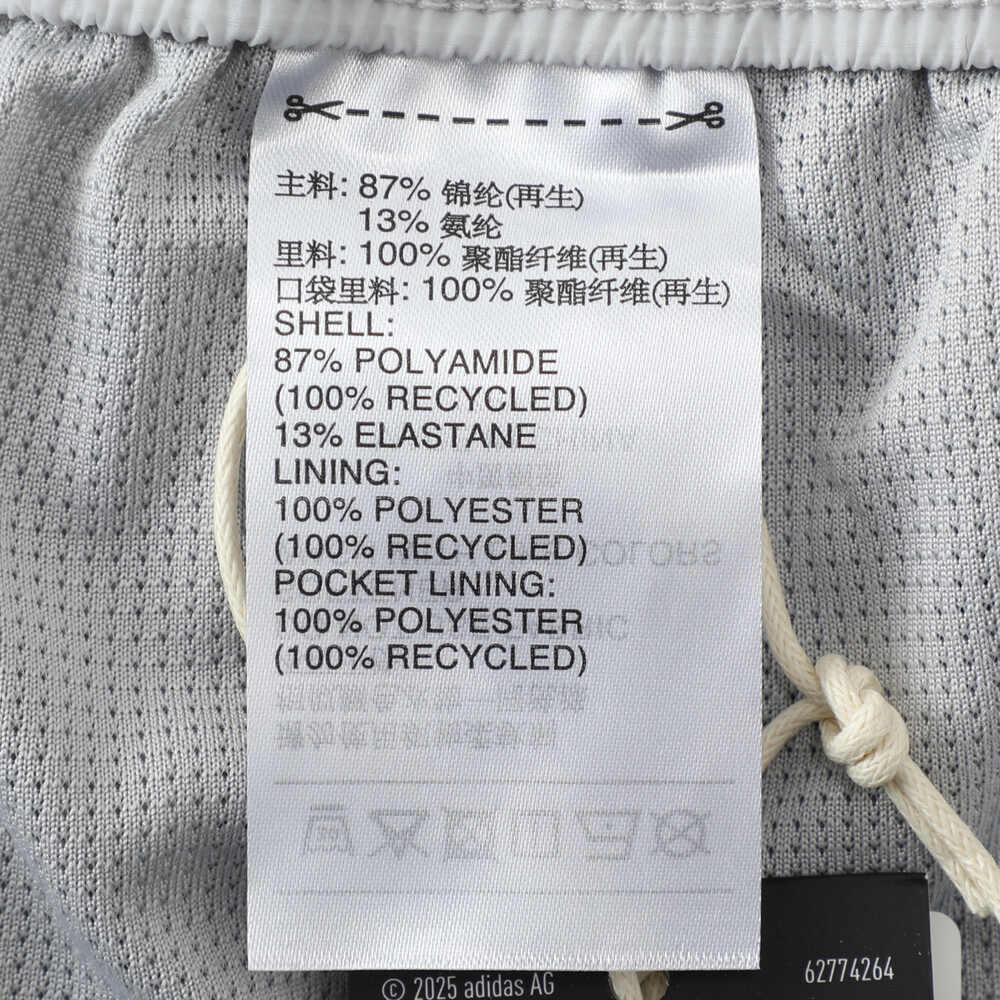 主料: 87% 锦纶(再生)
13% 氨纶
里料: 100% 聚酯纤维(再生)
口袋里料: 100% 聚酯纤维(再生)
SHELL:
87% POLYAMIDE
(100% RECYCLED)
13% ELASTANE
LINING:
100% POLYESTER
(100% RECYCLED)
POCKET LINING:
100% POLYESTER
(100% RECYCLED)
COLORS
62774264
© 2025 adidas AG